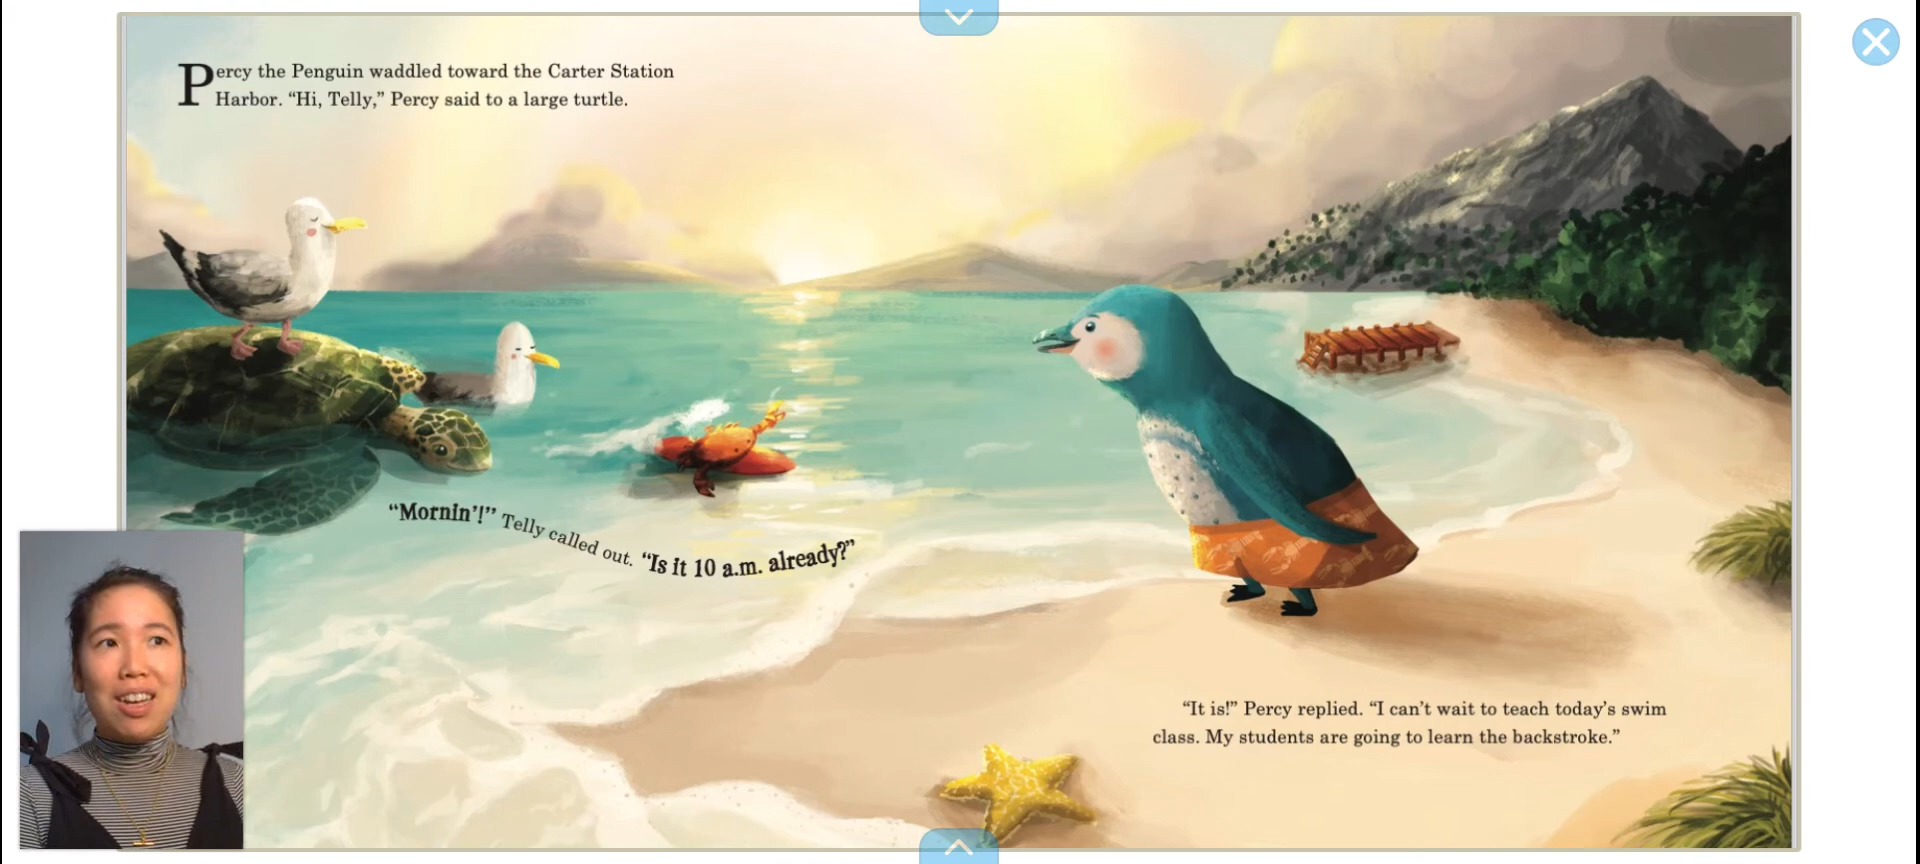 Percy the Penguin waddled toward the Carter Station
Harbor. “Hi, Telly,” Percy said to a large turtle.
“Mornin’!” Telly called out. “Is it 10 a.m. already?”
“It is!” Percy replied. “I can’t wait to teach today’s swim
class. My students are going to learn the backstroke.”